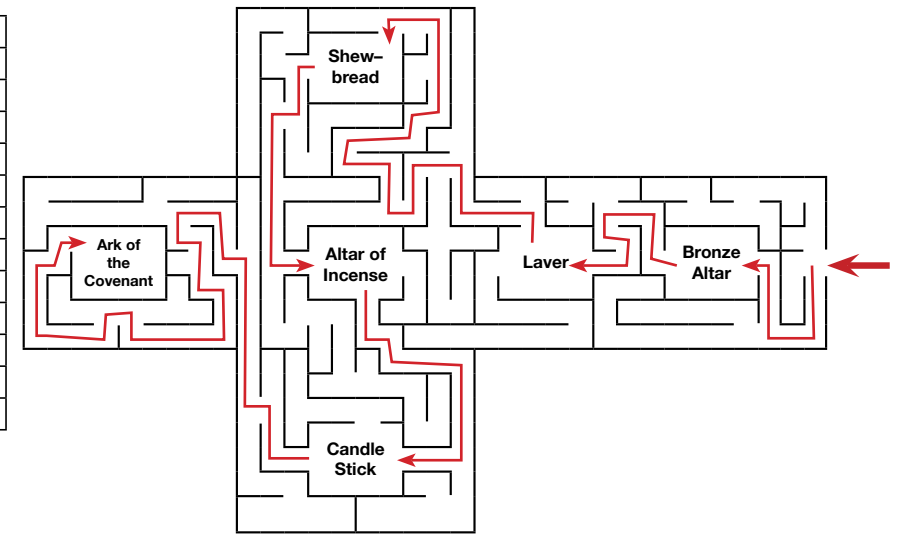 Shew–
bread
Ark of
the
Covenant
Altar of
Incense
Laver
Bronze
Altar
Candle
Stick